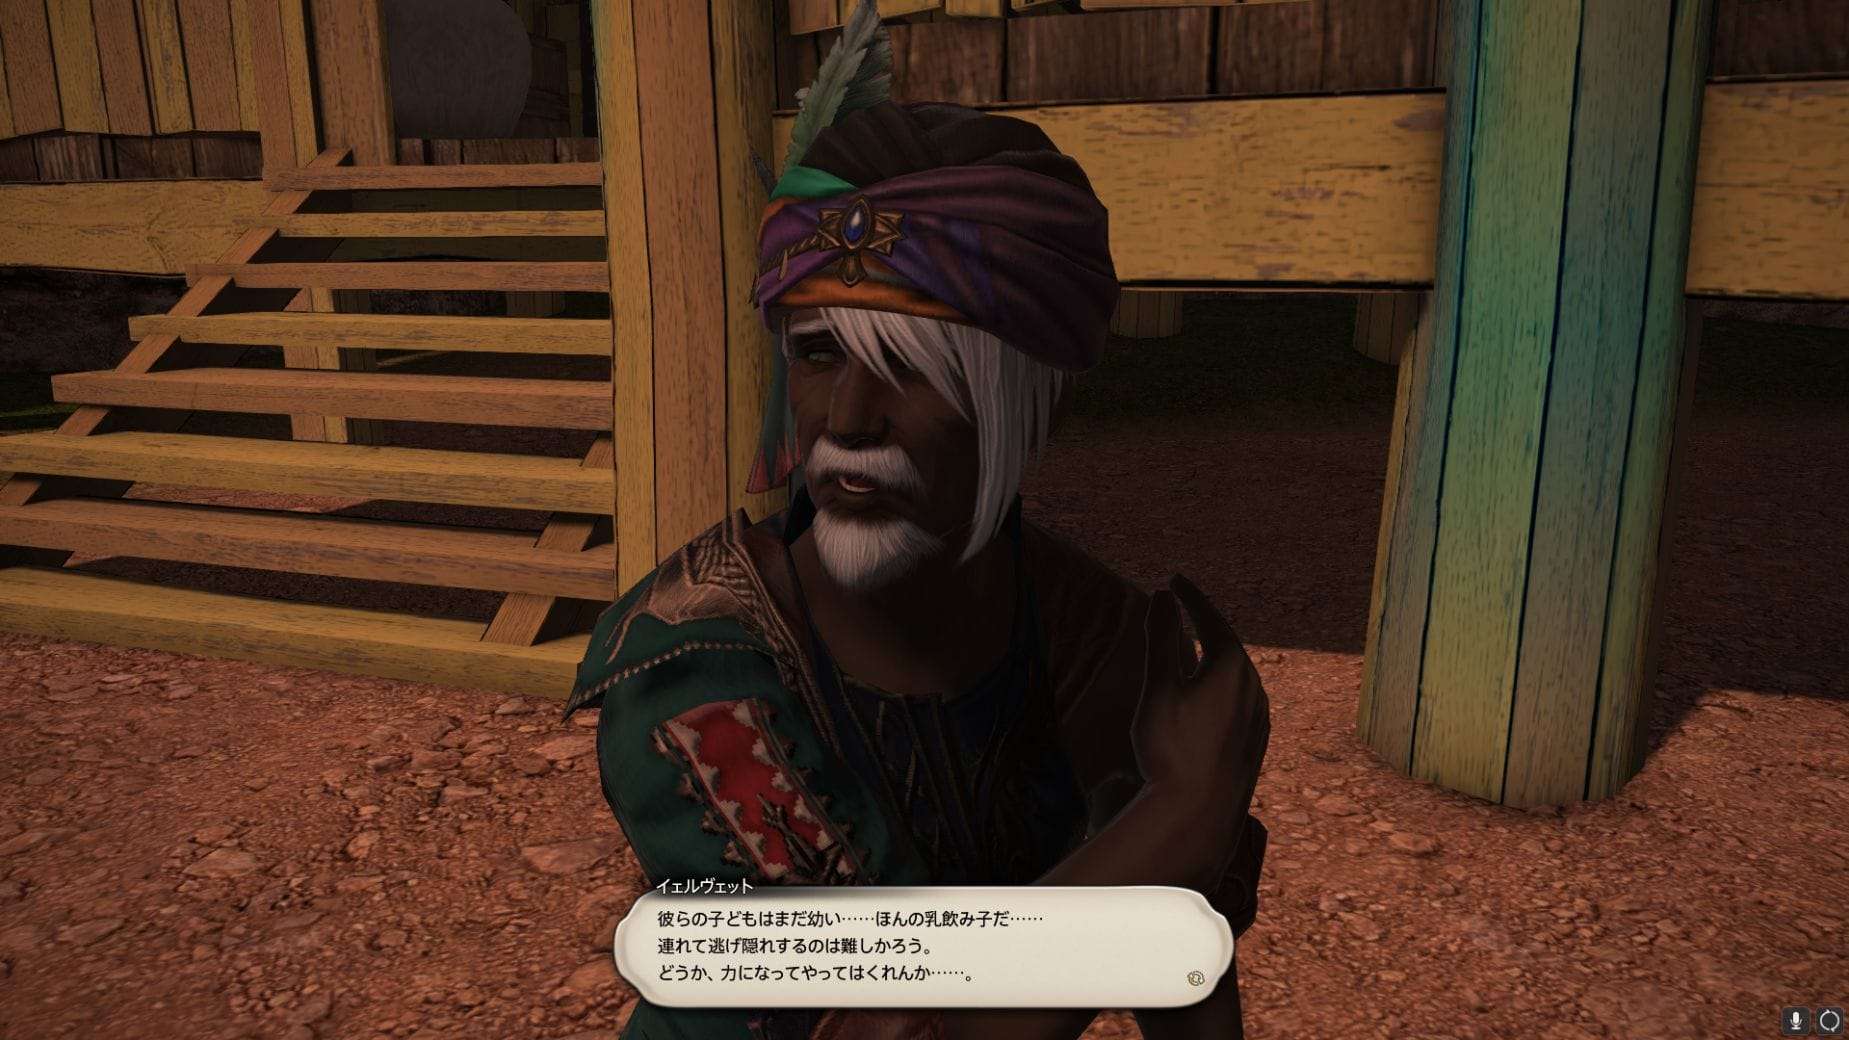 イェルヴェット
彼らの子どもはまだ幼い……ほんの乳飲み子だ……
連れて逃げ隠れするのは難しかろう。
どうか、力になってやってはくれんか……。